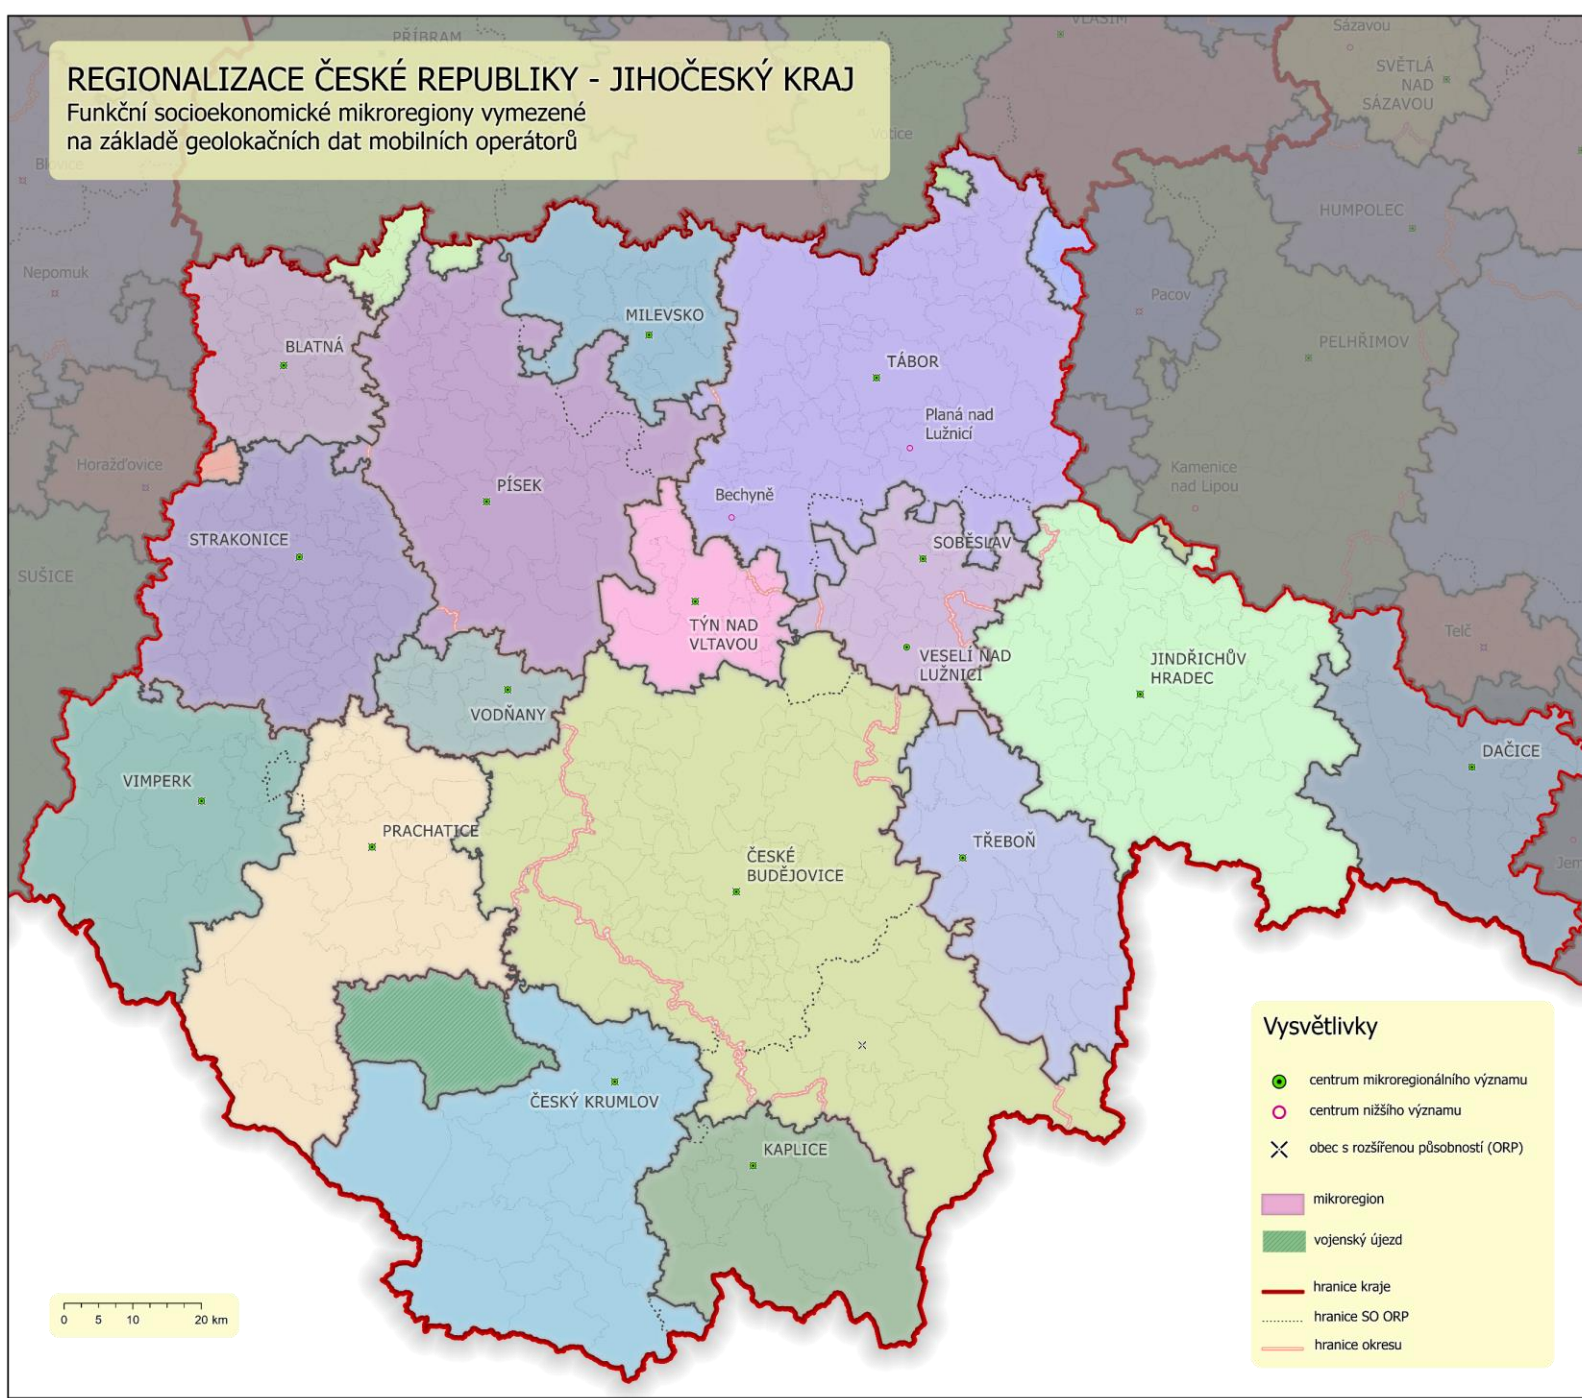 REGIONALIZACE ČESKÉ REPUBLIKY - JIHOČESKÝ KRAJ
Funkční socioekonomické mikroregiony vymezené
na základě geolokačních dat mobilních operátorů
PŘÍBRAM
VLAŠIM
Sázavou
SVĚTLÁ
NAD
SÁZAVOU
Votice
Blovice
HUMPOLEC
Nepomuk
Pacov
MILEVSKO
BLATNÁ
TÁBOR
PELHŘIMOV
Planá nad
Lužnicí
Horažďovice
Kamenice
nad Lipou
PÍSEK
Bechyně
STRAKONICE
SOBĚSLAV
SUŠICE
TÝN NAD
VLTAVOU
Telč
VESELÍ NAD
LUŽNICÍ
JINDŘICHŮV
HRADEC
VODŇANY
DAČICE
VIMPERK
PRACHATICE
TŘEBOŇ
ČESKÉ
BUDĚJOVICE
Jem
ČESKÝ KRUMLOV
KAPLICE
Vysvětlivky
centrum mikroregionálního významu
centrum nižšího významu
obec s rozšířenou působností (ORP)
mikroregion
vojenský újezd
hranice kraje
hranice SO ORP
hranice okresu
0 5 10 20 km